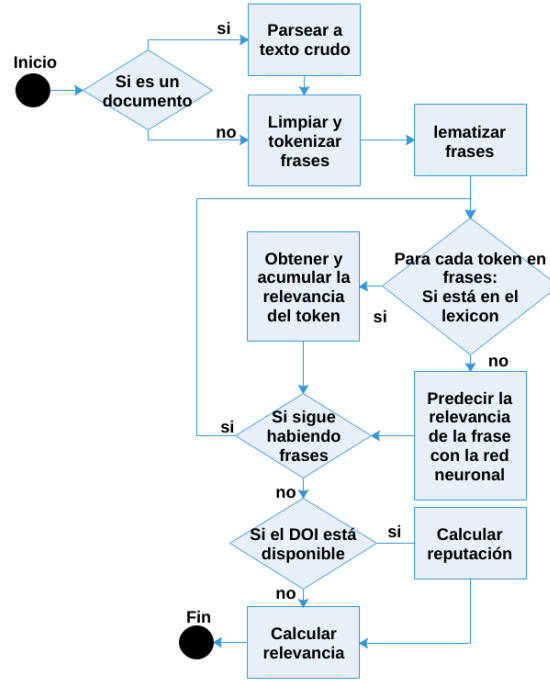 Inicio
Si es un
documento
si
Parsear a
texto crudo
no
Limpiar y
tokenizar
frases
lematizar
frases
Para cada token en
frases:
Si está en el
lexicon
si
Obtener y
acumular la
relevancia
del token
no
Predecir la
relevancia
de la frase
con la red
neuronal
Si sigue
habiendo
frases
si
no
Si el DOI está
disponible
si
Calcular
reputación
no
Calcular
relevancia
Fin